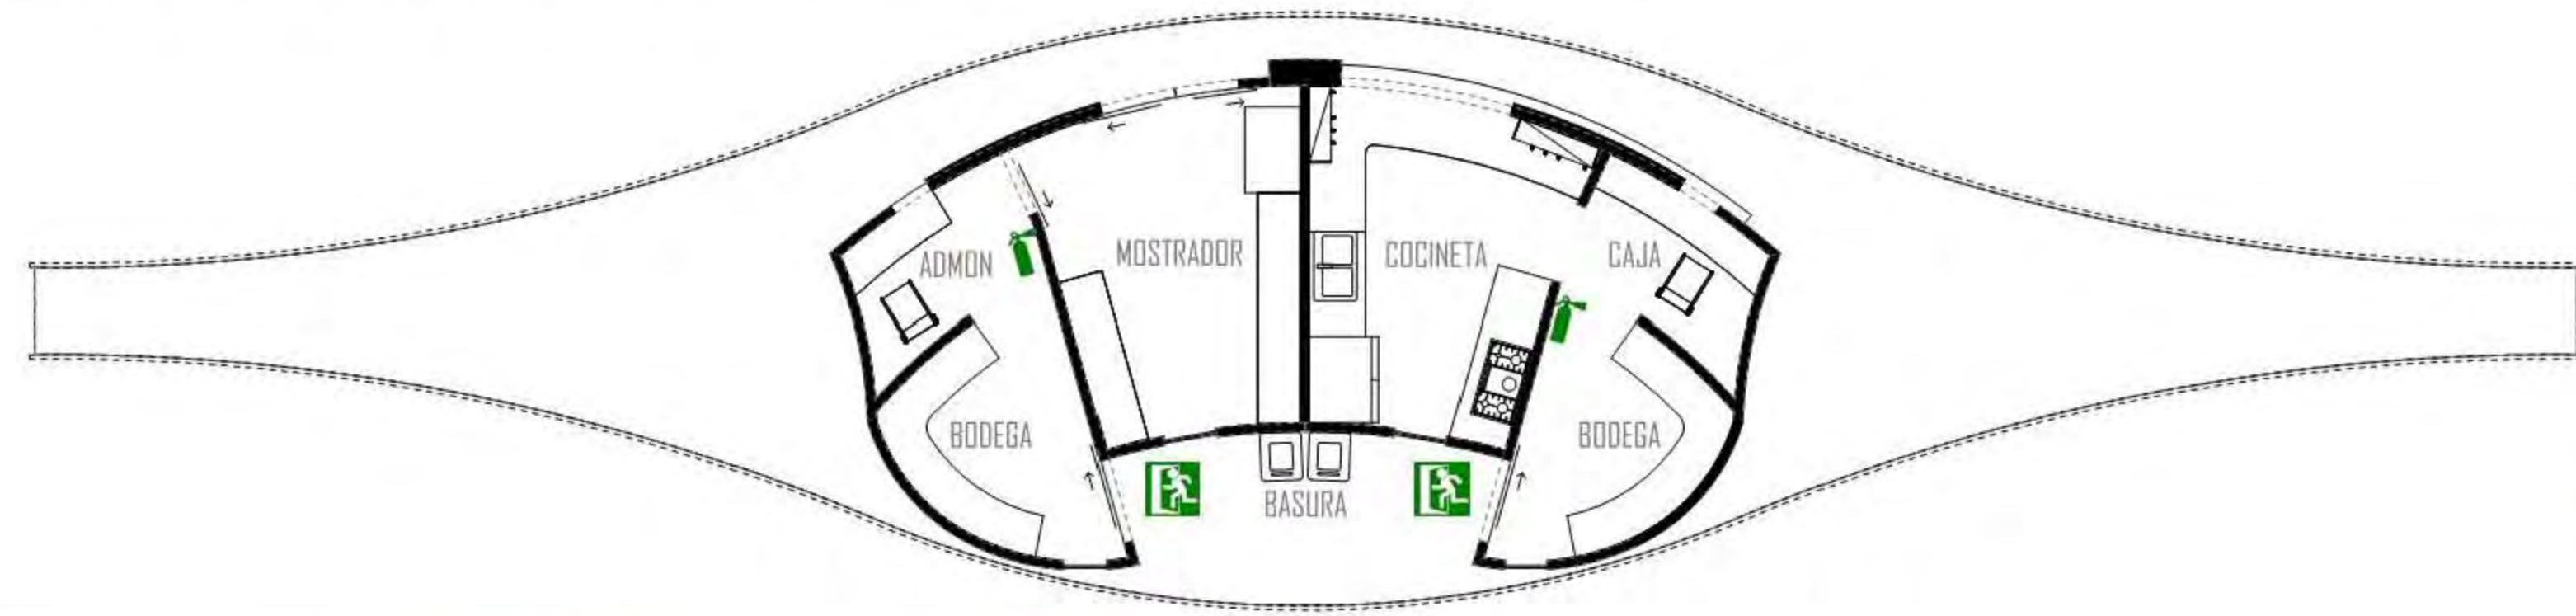 MOSTRADOR
COCINETA
CAJA
ADMON
BODEGA
BODEGA
BASURA